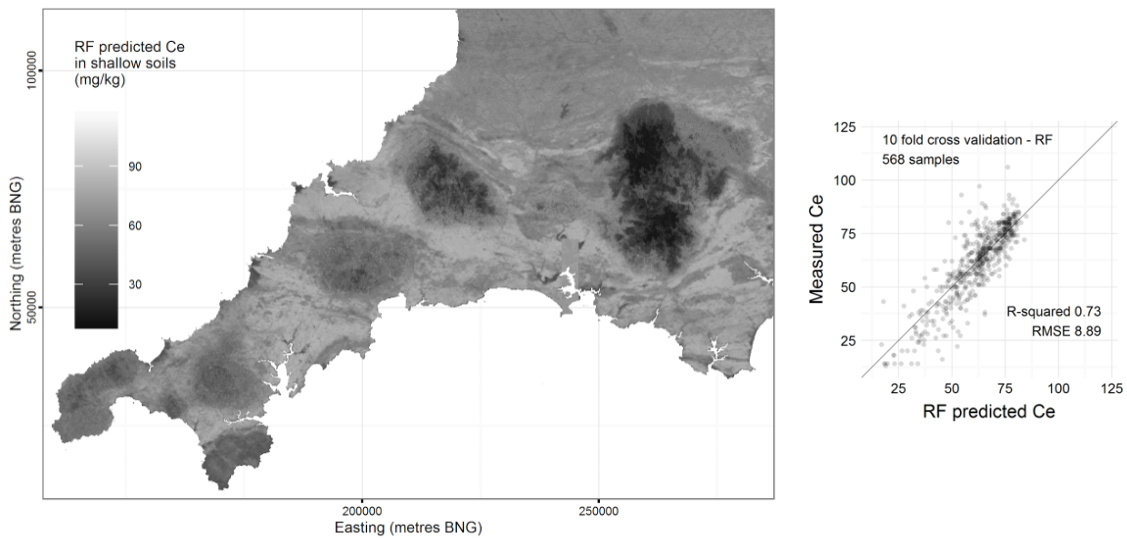 RF predicted Ce
in shallow soils
(mg/kg)
90
60
30
100000
50000
Northing (metres BNG)
200000
250000
Easting (metres BNG)
10 fold cross validation - RF
568 samples
125
100
75
50
25
Measured Ce
R-squared 0.73
RMSE 8.89
25
50
75
100
125
RF predicted Ce